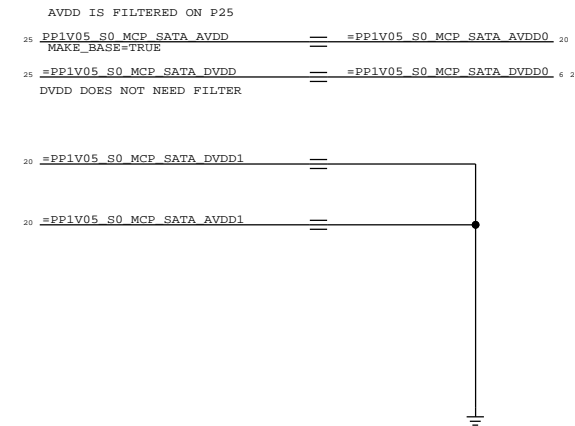 AVDD IS FILTERED ON P25
25 PP1V05_S0_MCP_SATA_AVDD =PP1V05_S0_MCP_SATA_AVDD0 20
MAKE_BASE=TRUE
25 =PP1V05_S0_MCP_SATA_DVDD =PP1V05_S0_MCP_SATA_DVDD0 6 2
DVDD DOES NOT NEED FILTER
20 =PP1V05_S0_MCP_SATA_DVDD1
20 =PP1V05_S0_MCP_SATA_AVDD1